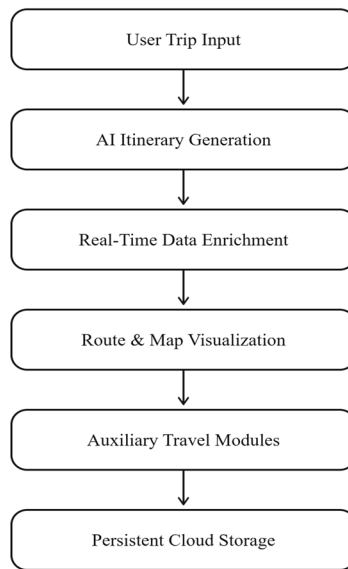 User Trip Input
AI Itinerary Generation
Real-Time Data Enrichment
Route & Map Visualization
Auxiliary Travel Modules
Persistent Cloud Storage